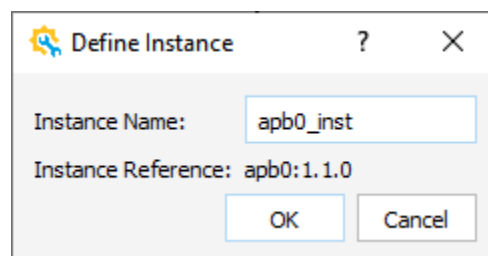 Define Instance ? ×
Instance Name: apb0_inst
Instance Reference: apb0:1.1.0
OK Cancel